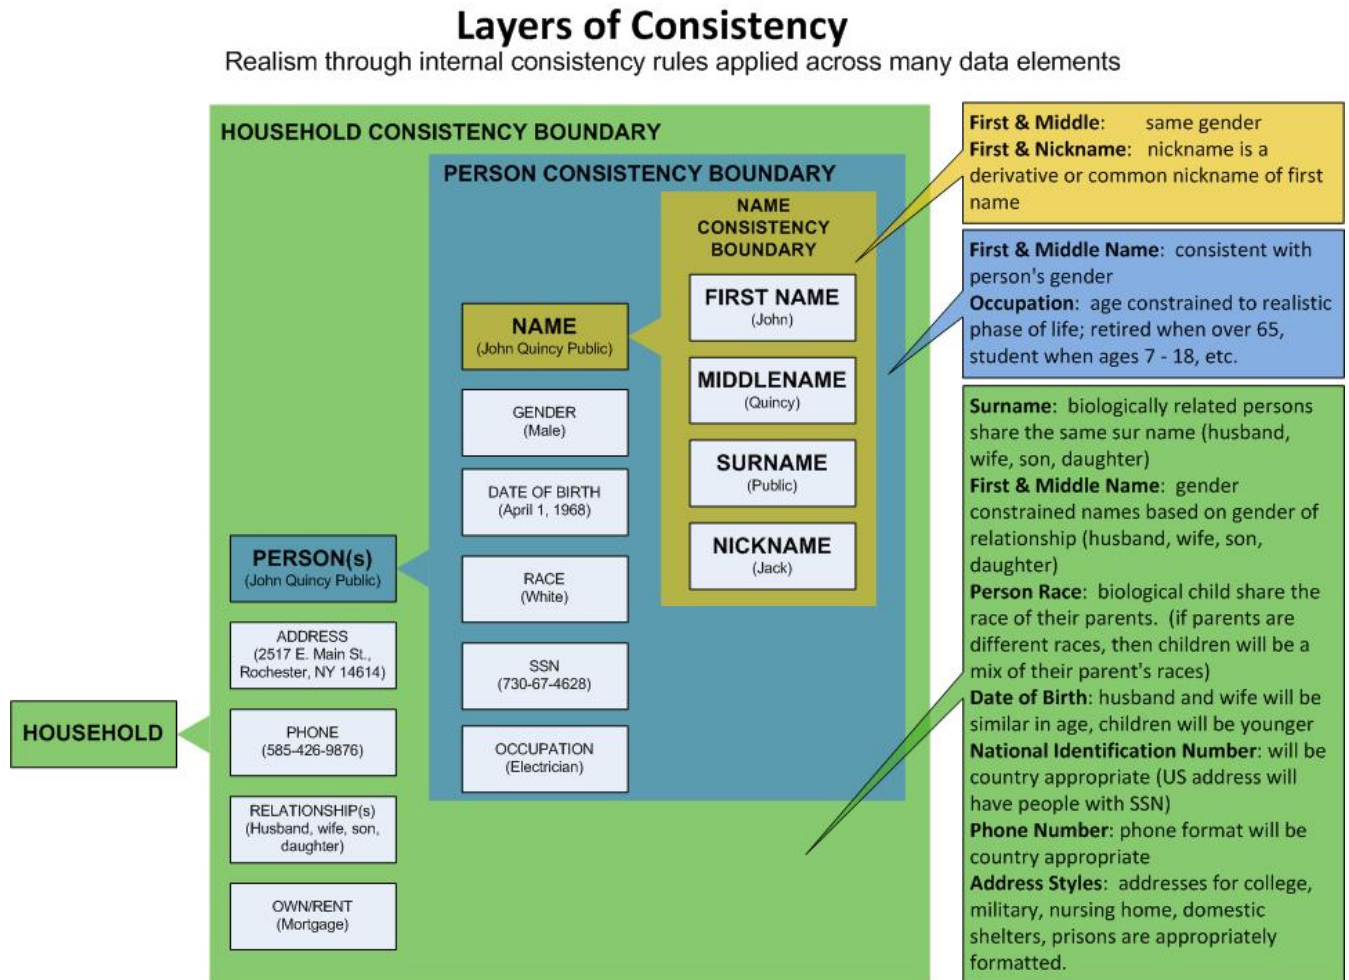 Layers of Consistency
Realism through internal consistency rules applied across many data elements
HOUSEHOLD CONSISTENCY BOUNDARY
PERSON CONSISTENCY BOUNDARY
NAME
CONSISTENCY
BOUNDARY
FIRST NAME
(John)
MIDDLENAME
(Quincy)
SURNAME
(Public)
NICKNAME
(Jack)
NAME
(John Quincy Public)
GENDER
(Male)
DATE OF BIRTH
(April 1, 1968)
RACE
(White)
SSN
(730-67-4628)
OCCUPATION
(Electrician)
PERSON(s)
(John Quincy Public)
ADDRESS
(2517 E. Main St.,
Rochester, NY 14614)
PHONE
(585-426-9876)
RELATIONSHIP(s)
(Husband, wife, son,
daughter)
OWN/RENT
(Mortgage)
HOUSEHOLD
First & Middle: same gender
First & Nickname: nickname is a
derivative or common nickname of first
name
First & Middle Name: consistent with
person's gender
Occupation: age constrained to realistic
phase of life; retired when over 65,
student when ages 7 - 18, etc.
Surname: biologically related persons
share the same sur name (husband,
wife, son, daughter)
First & Middle Name: gender
constrained names based on gender of
relationship (husband, wife, son,
daughter)
Person Race: biological child share the
race of their parents. (if parents are
different races, then children will be a
mix of their parent's races)
Date of Birth: husband and wife will be
similar in age, children will be younger
National Identification Number: will be
country appropriate (US address will
have people with SSN)
Phone Number: phone format will be
country appropriate
Address Styles: addresses for college,
military, nursing home, domestic
shelters, prisons are appropriately
formatted.